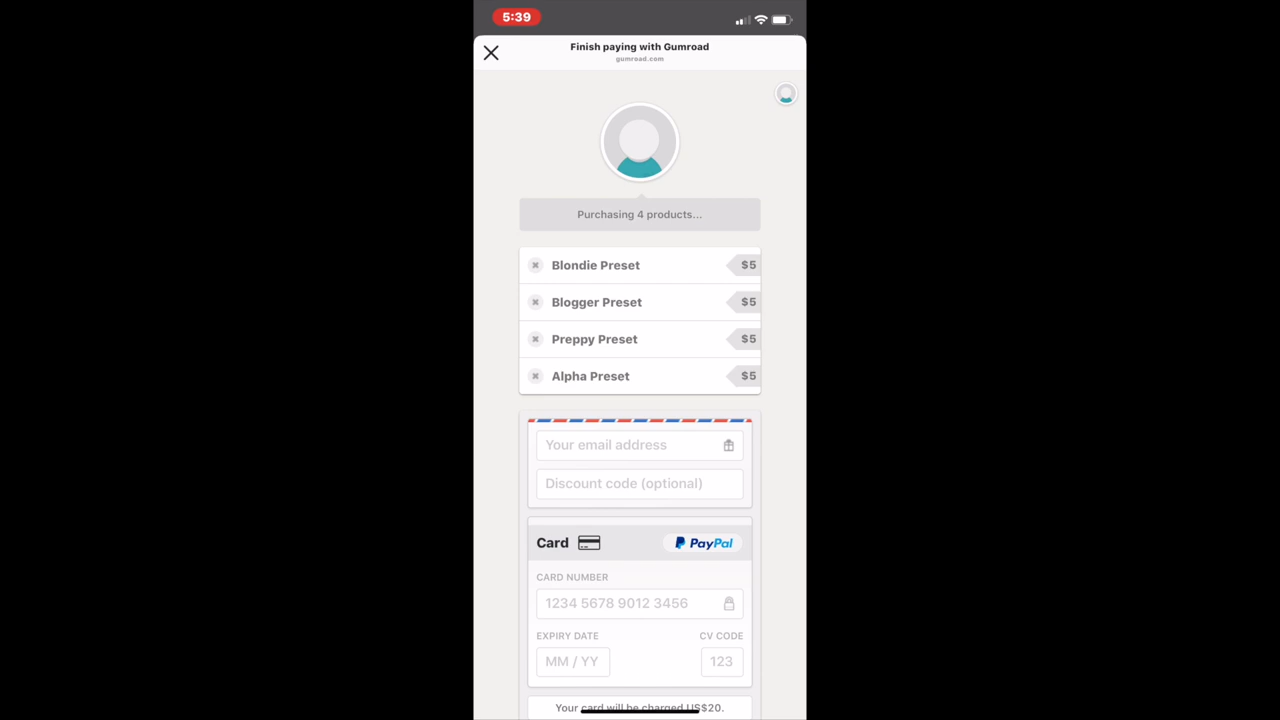 5:39
Finish paying with Gumroad
gumroad.com
Purchasing 4 products...
Blondie Preset $5
Blogger Preset $5
Preppy Preset $5
Alpha Preset $5
Your email address
Discount code (optional)
Card PayPal
CARD NUMBER
1234 5678 9012 3456
EXPIRY DATE CV CODE
MM / YY 123
Your card will be charged US$20.